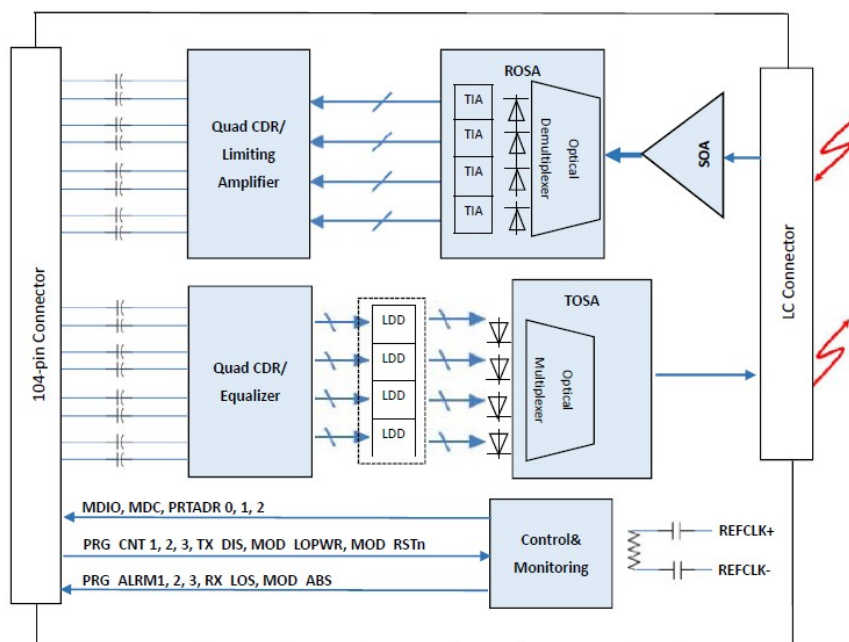 104-pin Connector
Quad CDR/
Limiting
Amplifier
ROSA
TIA
TIA
TIA
TIA
Optical
Demultiplexer
SOA
LC Connector
Quad CDR/
Equalizer
LDD
LDD
LDD
LDD
TOSA
Optical
Multiplexer
MDIO, MDC, PRTADR 0, 1, 2
PRG CNT 1, 2, 3, TX DIS, MOD LOPWR, MOD RSTn
PRG ALRM1, 2, 3, RX LOS, MOD ABS
Control&
Monitoring
REFCLK+
REFCLK-